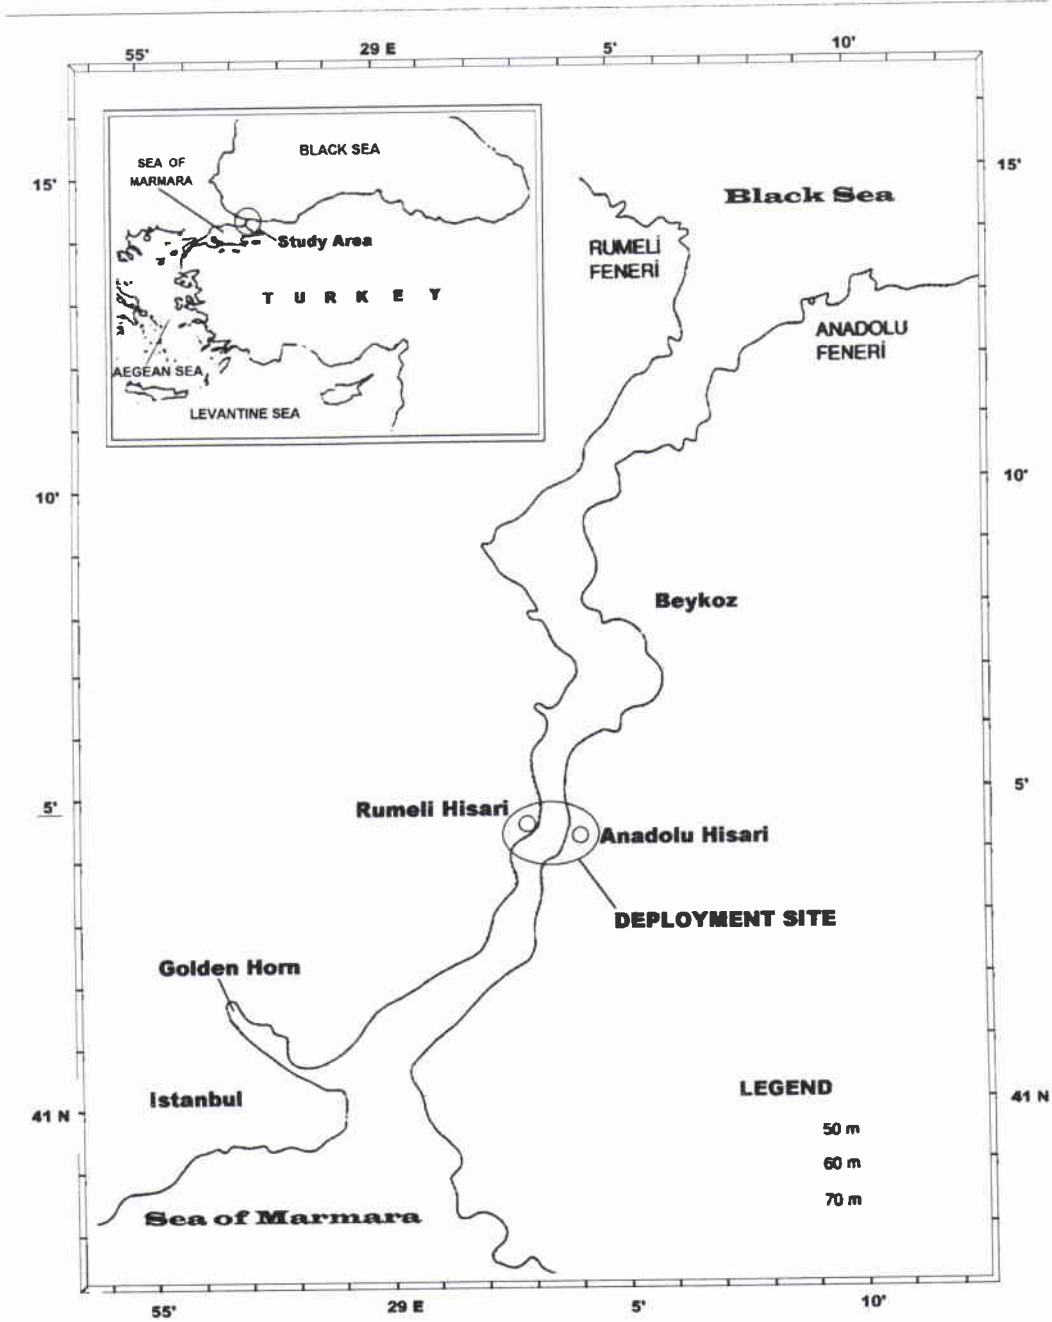 55'
29 E
5'
10'
BLACK SEA
SEA OF
MARMARA
Study Area
T U R K E Y
AEGEAN SEA
LEVANTINE SEA
15'
15'
Black Sea
RUMELİ
FENERİ
ANADOLU
FENERİ
10'
10'
Beykoz
5'
5'
Rumeli Hisari
Anadolu Hisari
DEPLOYMENT SITE
Golden Horn
Istanbul
LEGEND
41 N
41 N
50 m
60 m
70 m
Sea of Marmara
55'
29 E
5'
10'